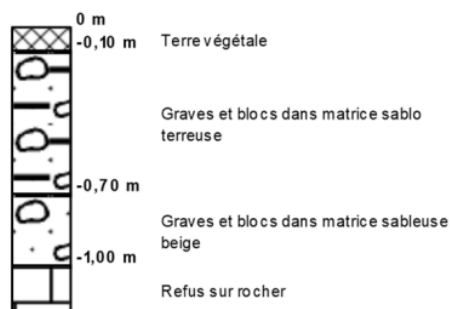 0 m
-0,10 m Terre végétale
Graves et blocs dans matrice sablo
terreuse
-0,70 m
Graves et blocs dans matrice sableuse
beige
-1,00 m
Refus sur rocher